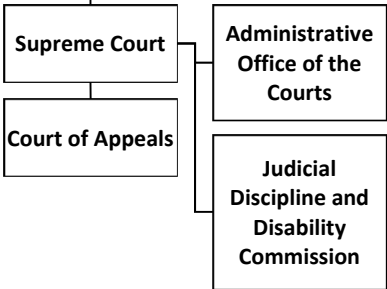 Supreme Court
Administrative
Office of the
Courts
Court of Appeals
Judicial
Discipline and
Disability
Commission